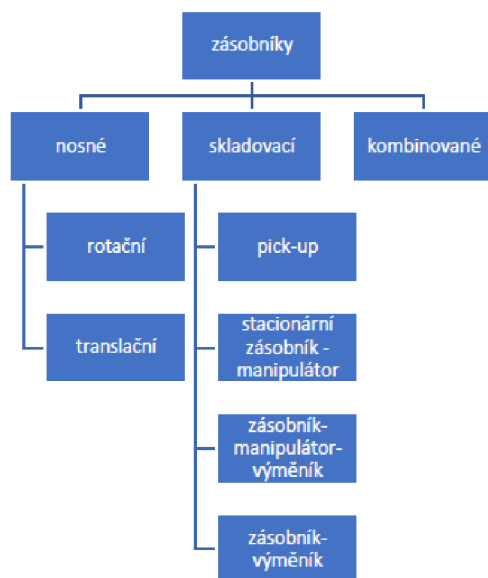 zásobníky
nosné
skladovací
kombinované
rotační
translační
pick-up
stacionární
zásobník -
manipulátor
zásobník-
manipulátor-
výměník
zásobník-
výměník